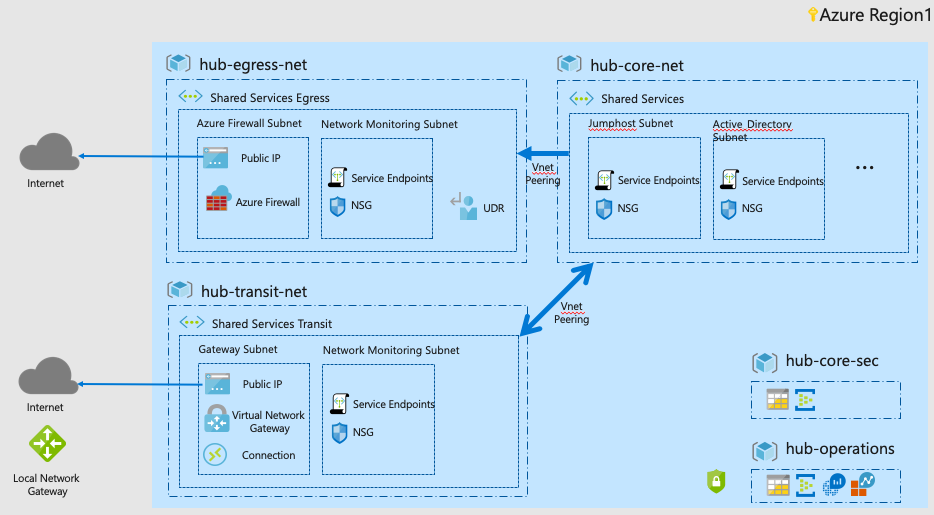 Azure Region1
hub-egress-net
Shared Services Egress
Azure Firewall Subnet
Public IP
Azure Firewall
Network Monitoring Subnet
Service Endpoints
NSG
UDR
Internet
Vnet
Peering
hub-core-net
Shared Services
Jumphost Subnet
Service Endpoints
NSG
Active Directory
Subnet
Service Endpoints
NSG
...
hub-transit-net
Shared Services Transit
Gateway Subnet
Public IP
Virtual Network
Gateway
Connection
Network Monitoring Subnet
Service Endpoints
NSG
Vnet
Peering
Internet
Local Network
Gateway
hub-core-sec
hub-operations